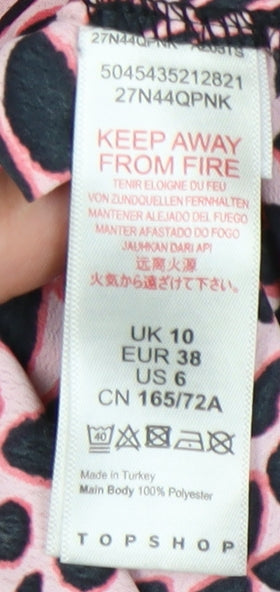 27N44QPNK A203TS
5045435212821
27N44QPNK
KEEP AWAY
FROM FIRE
TENIR ELOIGNE DU FEU
VON ZUNDQUELLEN FERNHALTEN
MANTENER ALEJADO DEL FUEGO
MANTER AFASTADO DO FOGO
JAUHKAN DARI API
远离火源
火気から遠ざけて下さい。
UK 10
EUR 38
US 6
CN 165/72A
40
Made in Turkey
Main Body 100% Polyester
TOPSHOP